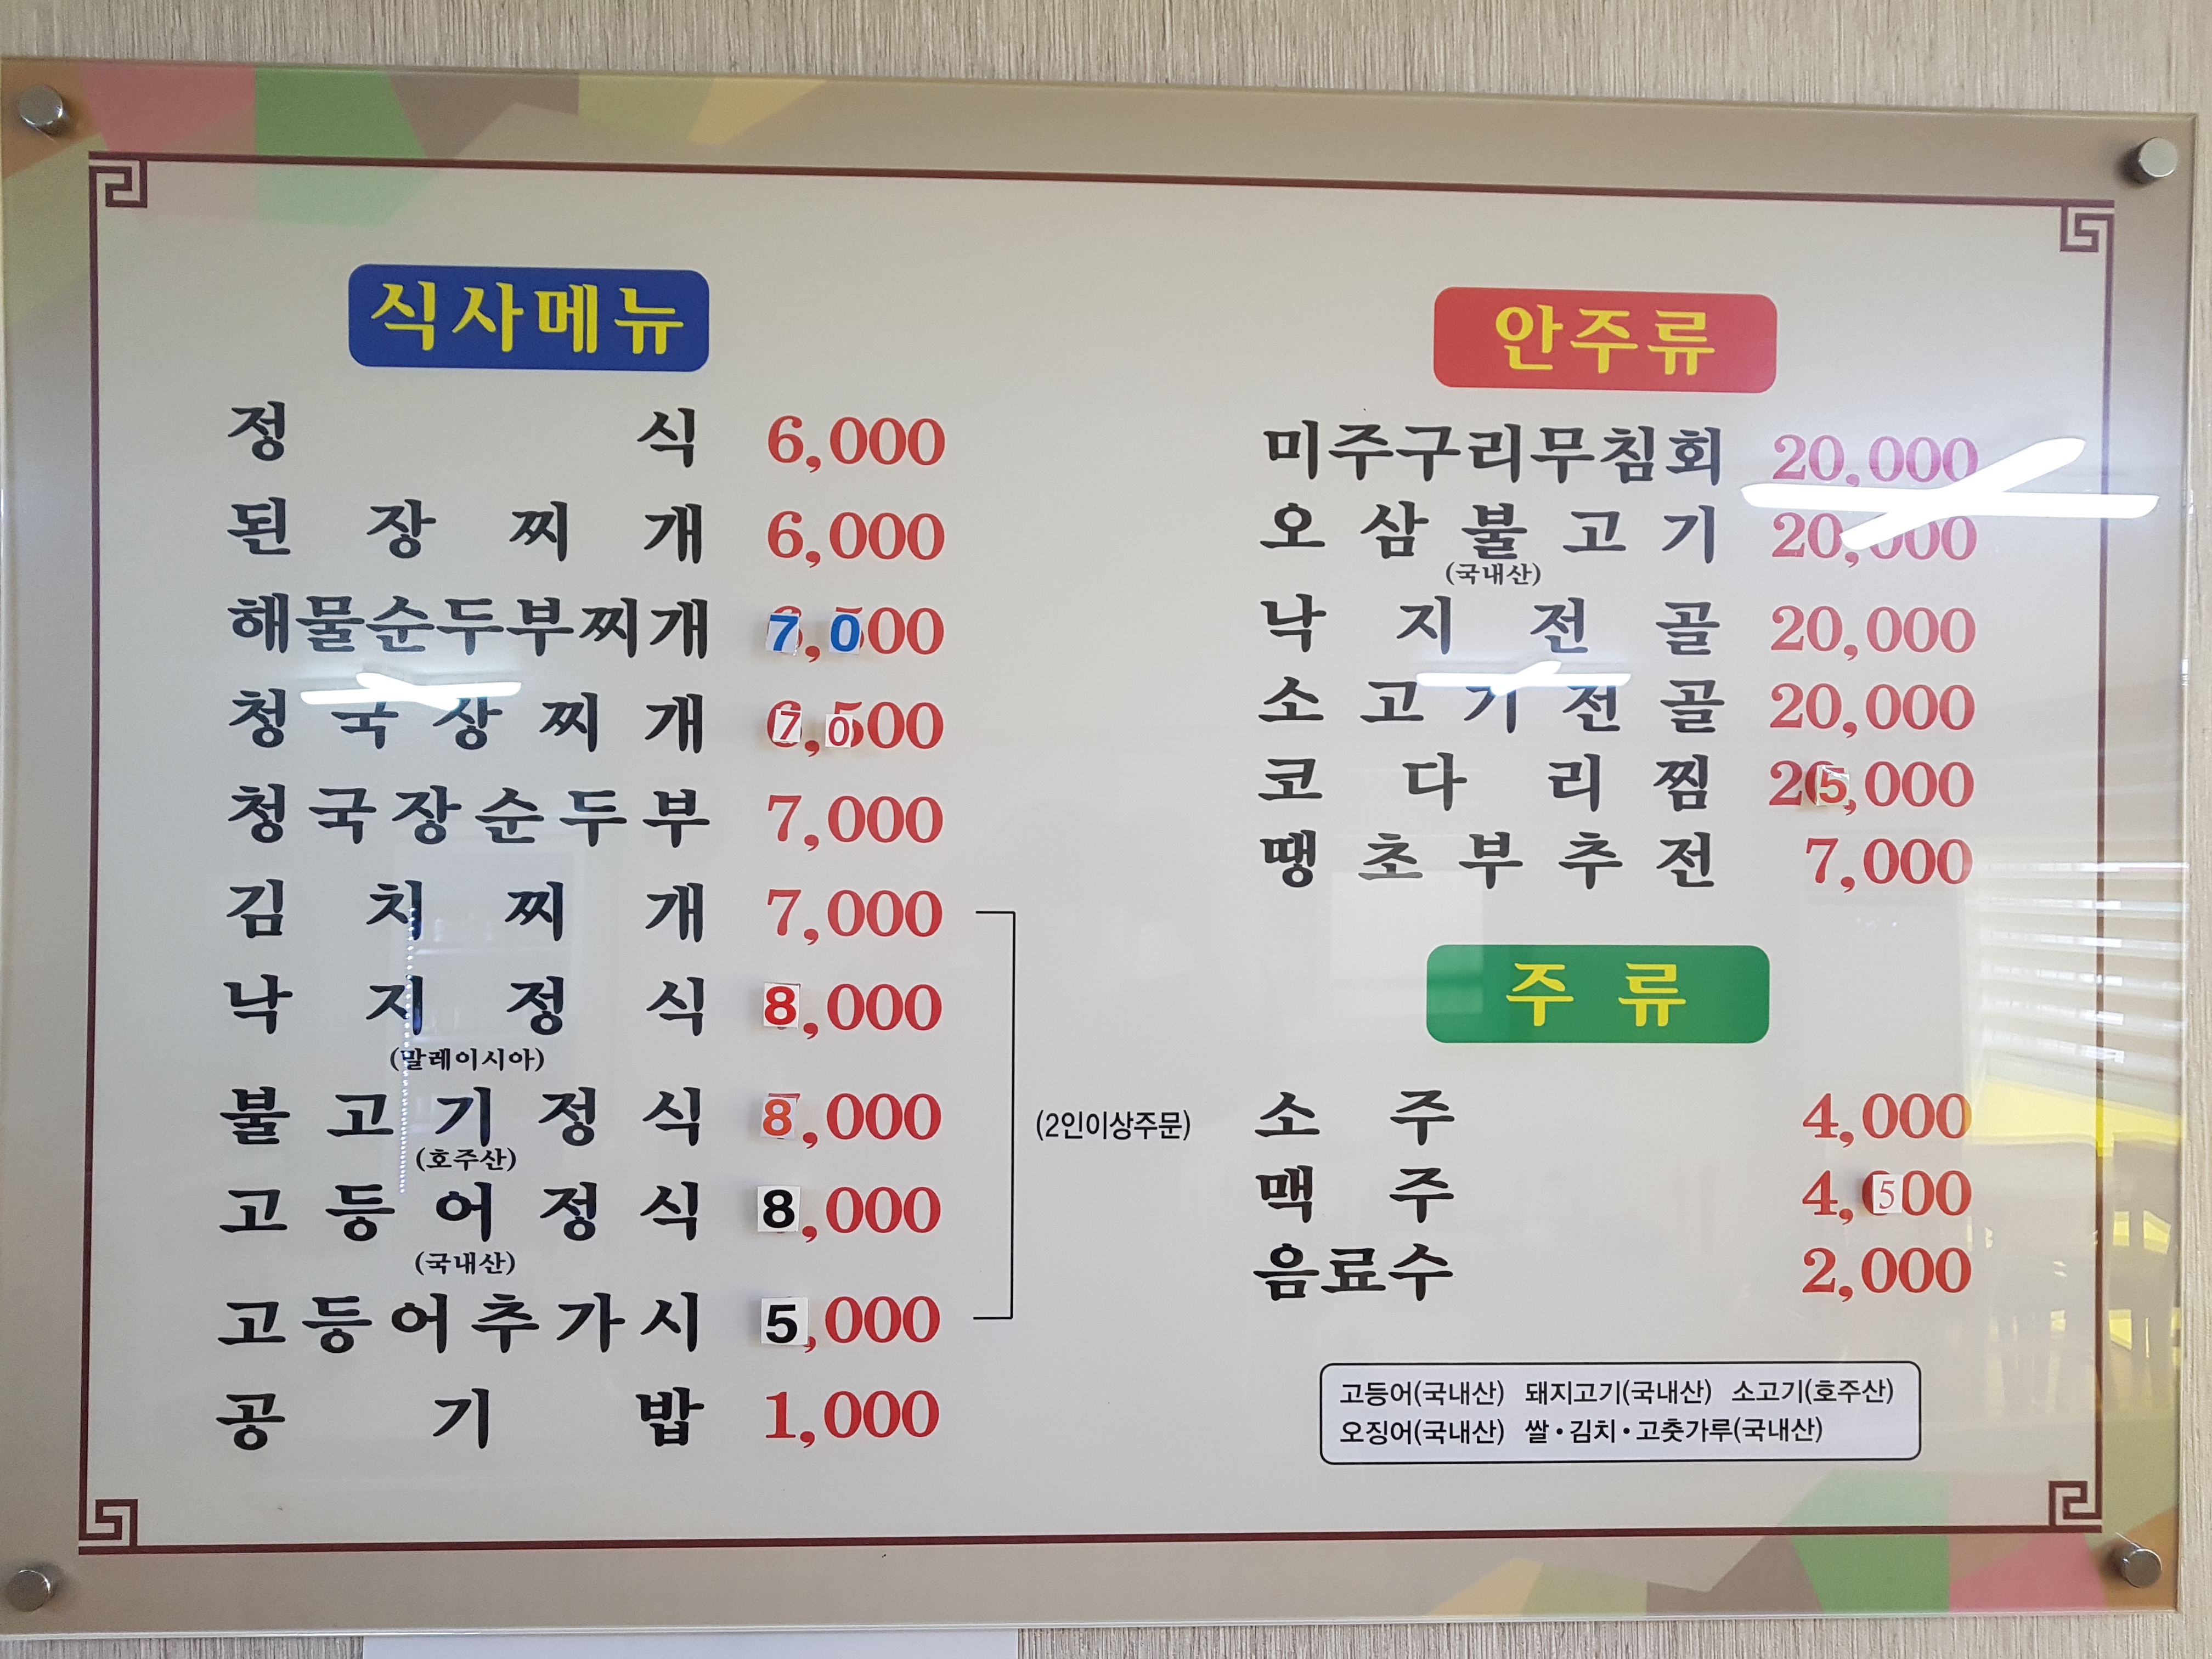 식사메뉴
정식 6,000
된장찌개 6,000
해물순두부찌개 7,000
청국장찌개 7,000
청국장순두부 7,000
김치찌개 7,000
낙지정식 8,000
(말레이시아)
불고기정식 8,000
(호주산)
고등어정식 8,000
(국내산)
고등어추가시 5,000
공기밥 1,000
(2인이상주문)
안주류
미주구리무침회 20,000
오삼불고기 20,000
(국내산)
낙지전골 20,000
소고기전골 20,000
코다리찜 25,000
땡초부추전 7,000
주류
소주 4,000
맥주 4,500
음료수 2,000
고등어(국내산) 돼지고기(국내산) 소고기(호주산)
오징어(국내산) 쌀•김치•고춧가루(국내산)